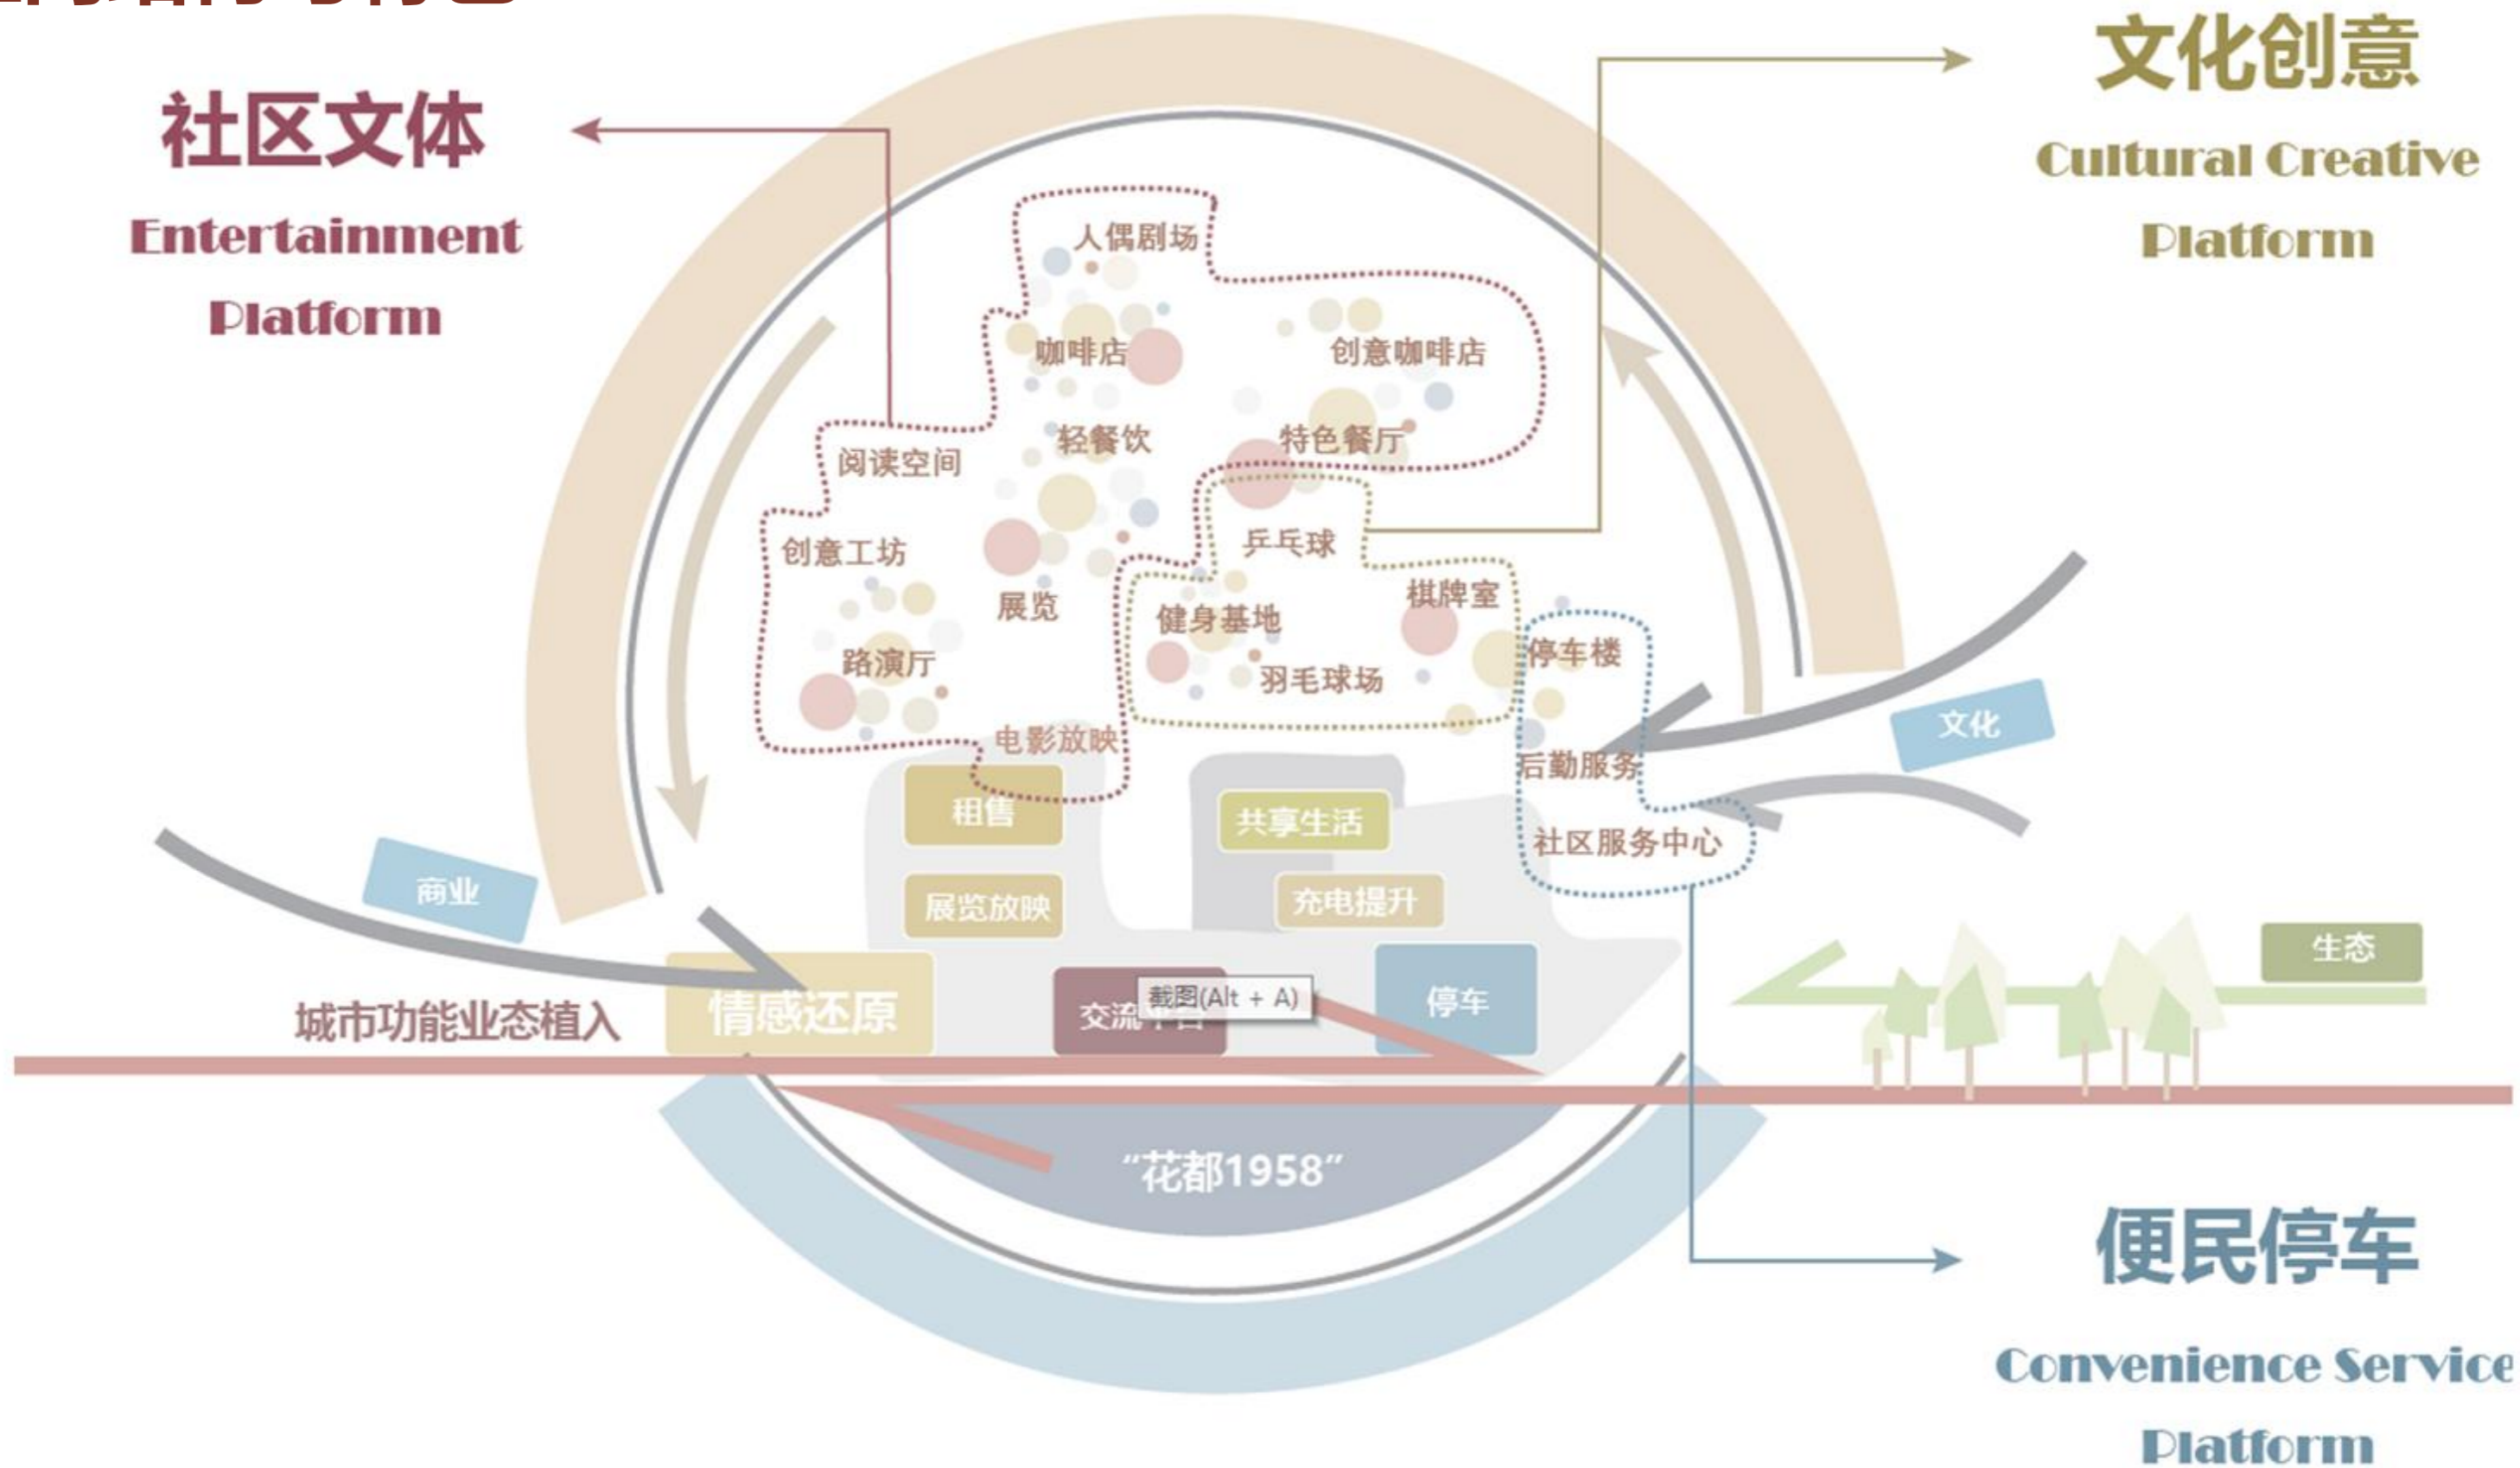 社区文体
Entertainment
Platform
文化创意
Cultural Creative
Platform
人偶剧场
咖啡店
创意咖啡店
轻餐饮
特色餐厅
阅读空间
创意工坊
乒乓球
展览
健身基地
棋牌室
路演厅
羽毛球场
停车楼
电影放映
后勤服务
文化
租售
共享生活
社区服务中心
商业
展览放映
充电提升
生态
城市功能业态植入
情感还原
交流
截图(Alt + A)
停车
“花都1958”
便民停车
Convenience Service
Platform